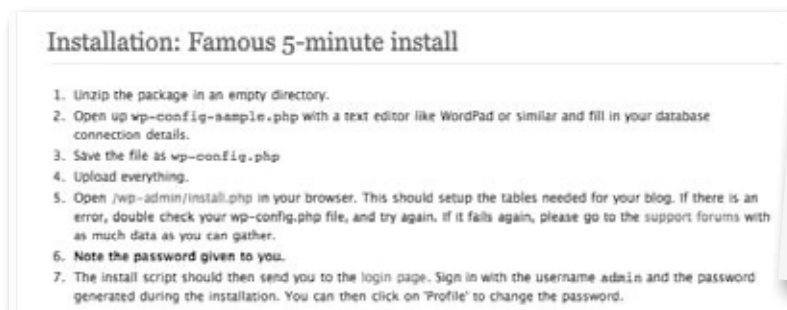 Installation: Famous 5-minute install
1. Unzip the package in an empty directory.
2. Open up wp-config-sample.php with a text editor like WordPad or similar and fill in your database
connection details.
3. Save the file as wp-config.php
4. Upload everything.
5. Open /wp-admin/install.php in your browser. This should setup the tables needed for your blog. If there is an
error, double check your wp-config.php file, and try again. If it fails again, please go to the support forums with
as much data as you can gather.
6. Note the password given to you.
7. The install script should then send you to the login page. Sign in with the username admin and the password
generated during the installation. You can then click on 'Profile' to change the password.